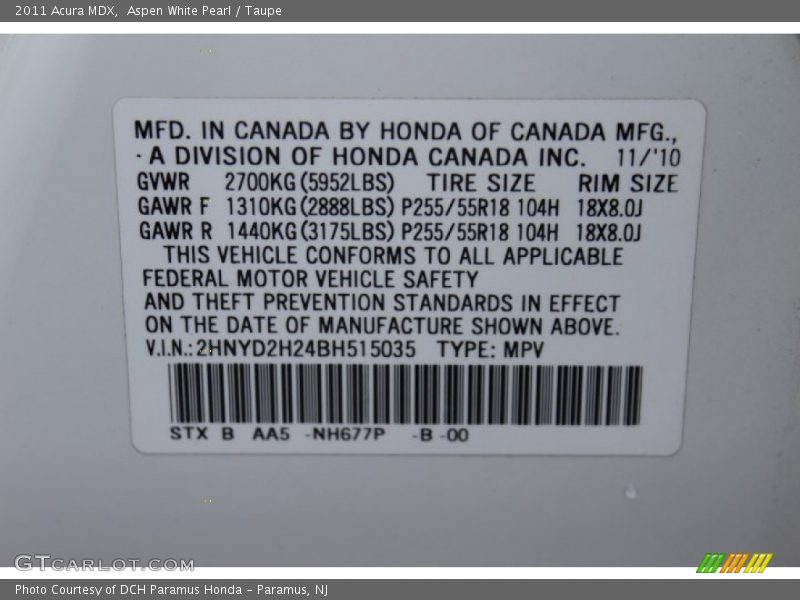 2011 Acura MDX,  Aspen White Pearl / Taupe
MFD. IN CANADA BY HONDA OF CANADA MFG.,
A DIVISION OF HONDA CANADA INC. 11/'10
GVWR 2700KG(5952LBS) TIRE SIZE RIM SIZE
GAWR F 1310KG(2888LBS) P255/55R18 104H 18X8.0J
GAWR R 1440KG(3175LBS) P255/55R18 104H 18X8.0J
THIS VEHICLE CONFORMS TO ALL APPLICABLE
FEDERAL MOTOR VEHICLE SAFETY
AND THEFT PREVENTION STANDARDS IN EFFECT
ON THE DATE OF MANUFACTURE SHOWN ABOVE.
V.I.N.: 2HNYD2H24BH515035 TYPE: MPV
STX B AA5 -NH677P -B -00
GTCARLOT.COM
Photo Courtesy of DCH Paramus Honda - Paramus, NJ